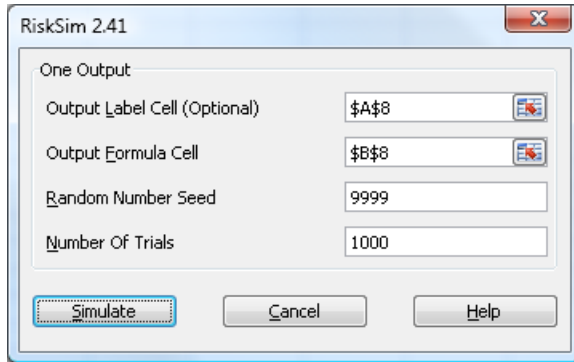 RiskSim 2.41
One Output
Output Label Cell (Optional) $A$8
Output Formula Cell $B$8
Random Number Seed 9999
Number Of Trials 1000
Simulate Cancel Help